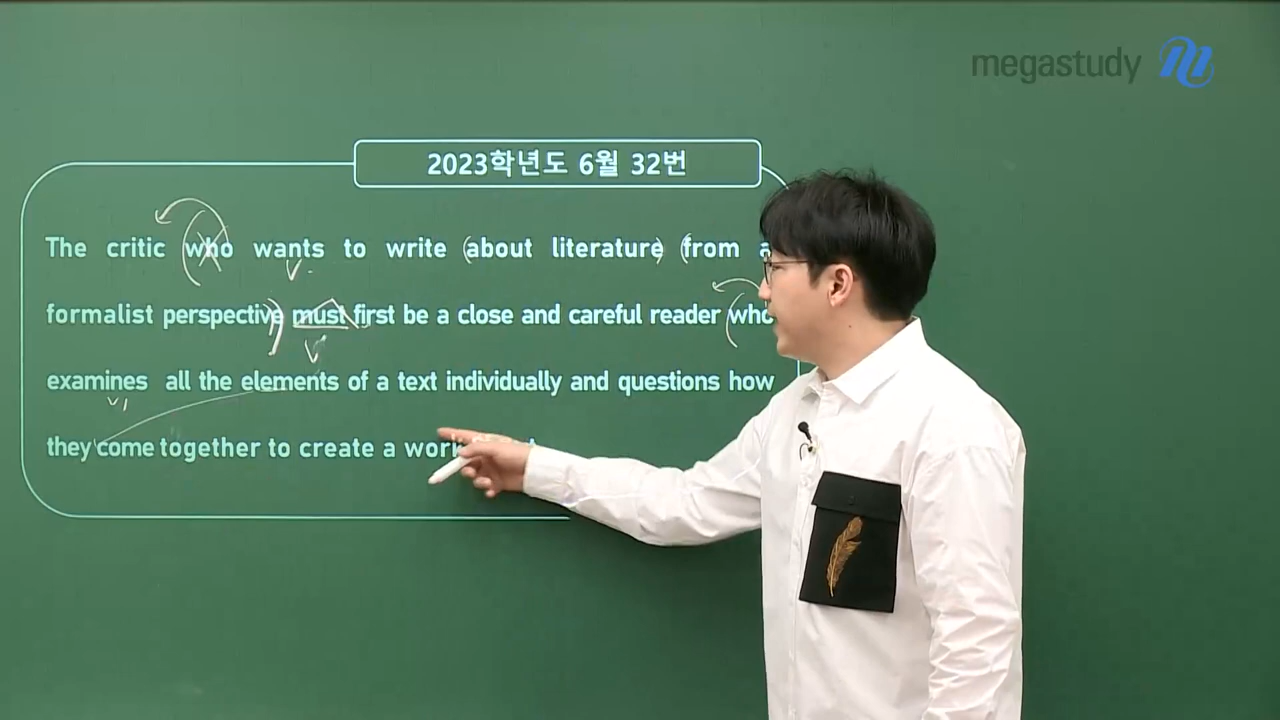 megastudy
2023학년도 6월 32번
The critic who wants to write about literature from a
formalist perspective must first be a close and careful reader who
examines all the elements of a text individually and questions how
they come together to create a work